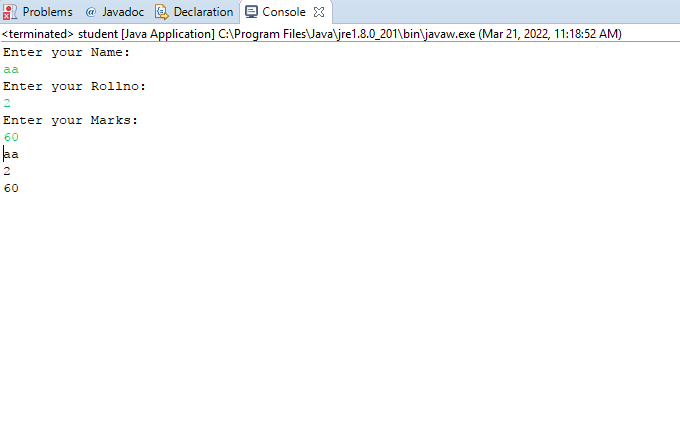 Problems @ Javadoc Declaration Console
<terminated> student [Java Application] C:\Program Files\Java\jre1.8.0_201\bin\javaw.exe (Mar 21, 2022, 11:18:52 AM)
Enter your Name:
aa
Enter your Rollno:
2
Enter your Marks:
60
aa
2
60